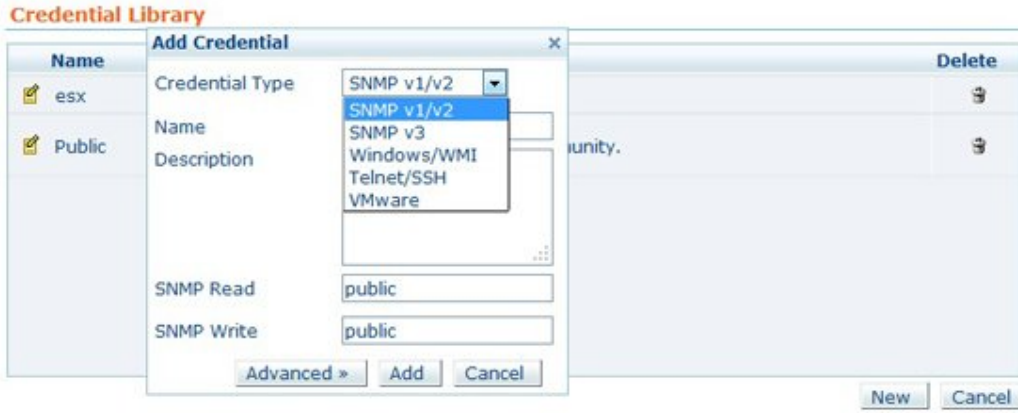 Credential Library
Name
Delete
esx
Public
unity.
Add Credential
×
Credential Type
SNMP v1/v2
SNMP v1/v2
SNMP v3
Windows/WMI
Telnet/SSH
VMware
Name
Description
SNMP Read
public
SNMP Write
public
Advanced »
Add
Cancel
New
Cancel